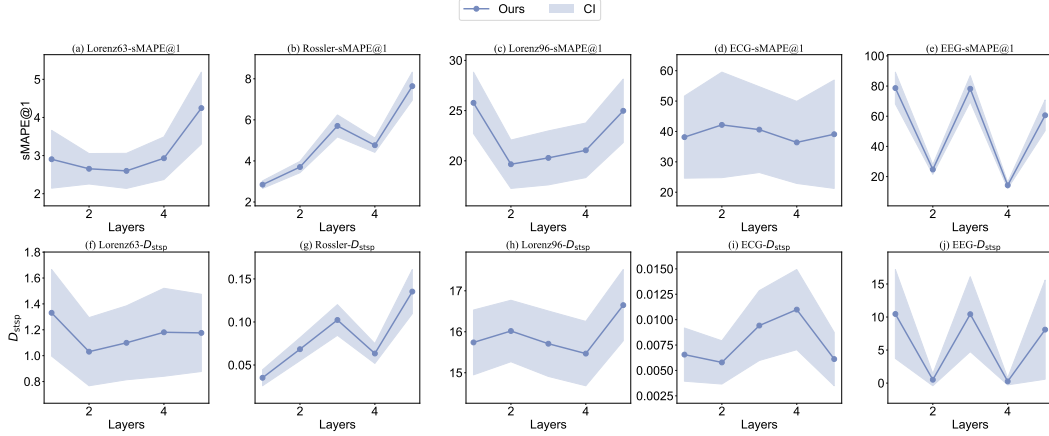 Ours CI
(a) Lorenz63-sMAPE@1
(b) Rossler-sMAPE@1
(c) Lorenz96-sMAPE@1
(d) ECG-sMAPE@1
(e) EEG-sMAPE@1
sMAPE@1
5
4
3
2
2 4
Layers
8
6
4
2
2 4
Layers
30
25
20
2 4
Layers
60
50
40
30
20
2 4
Layers
100
80
60
40
20
2 4
Layers
(f) Lorenz63-Dstsp
(g) Rossler-Dstsp
(h) Lorenz96-Dstsp
(i) ECG-Dstsp
(j) EEG-Dstsp
Dstsp
1.8
1.6
1.4
1.2
1.0
0.8
2 4
Layers
0.15
0.10
0.05
2 4
Layers
17
16
15
2 4
Layers
0.0150
0.0125
0.0100
0.0075
0.0050
0.0025
2 4
Layers
15
10
5
0
2 4
Layers